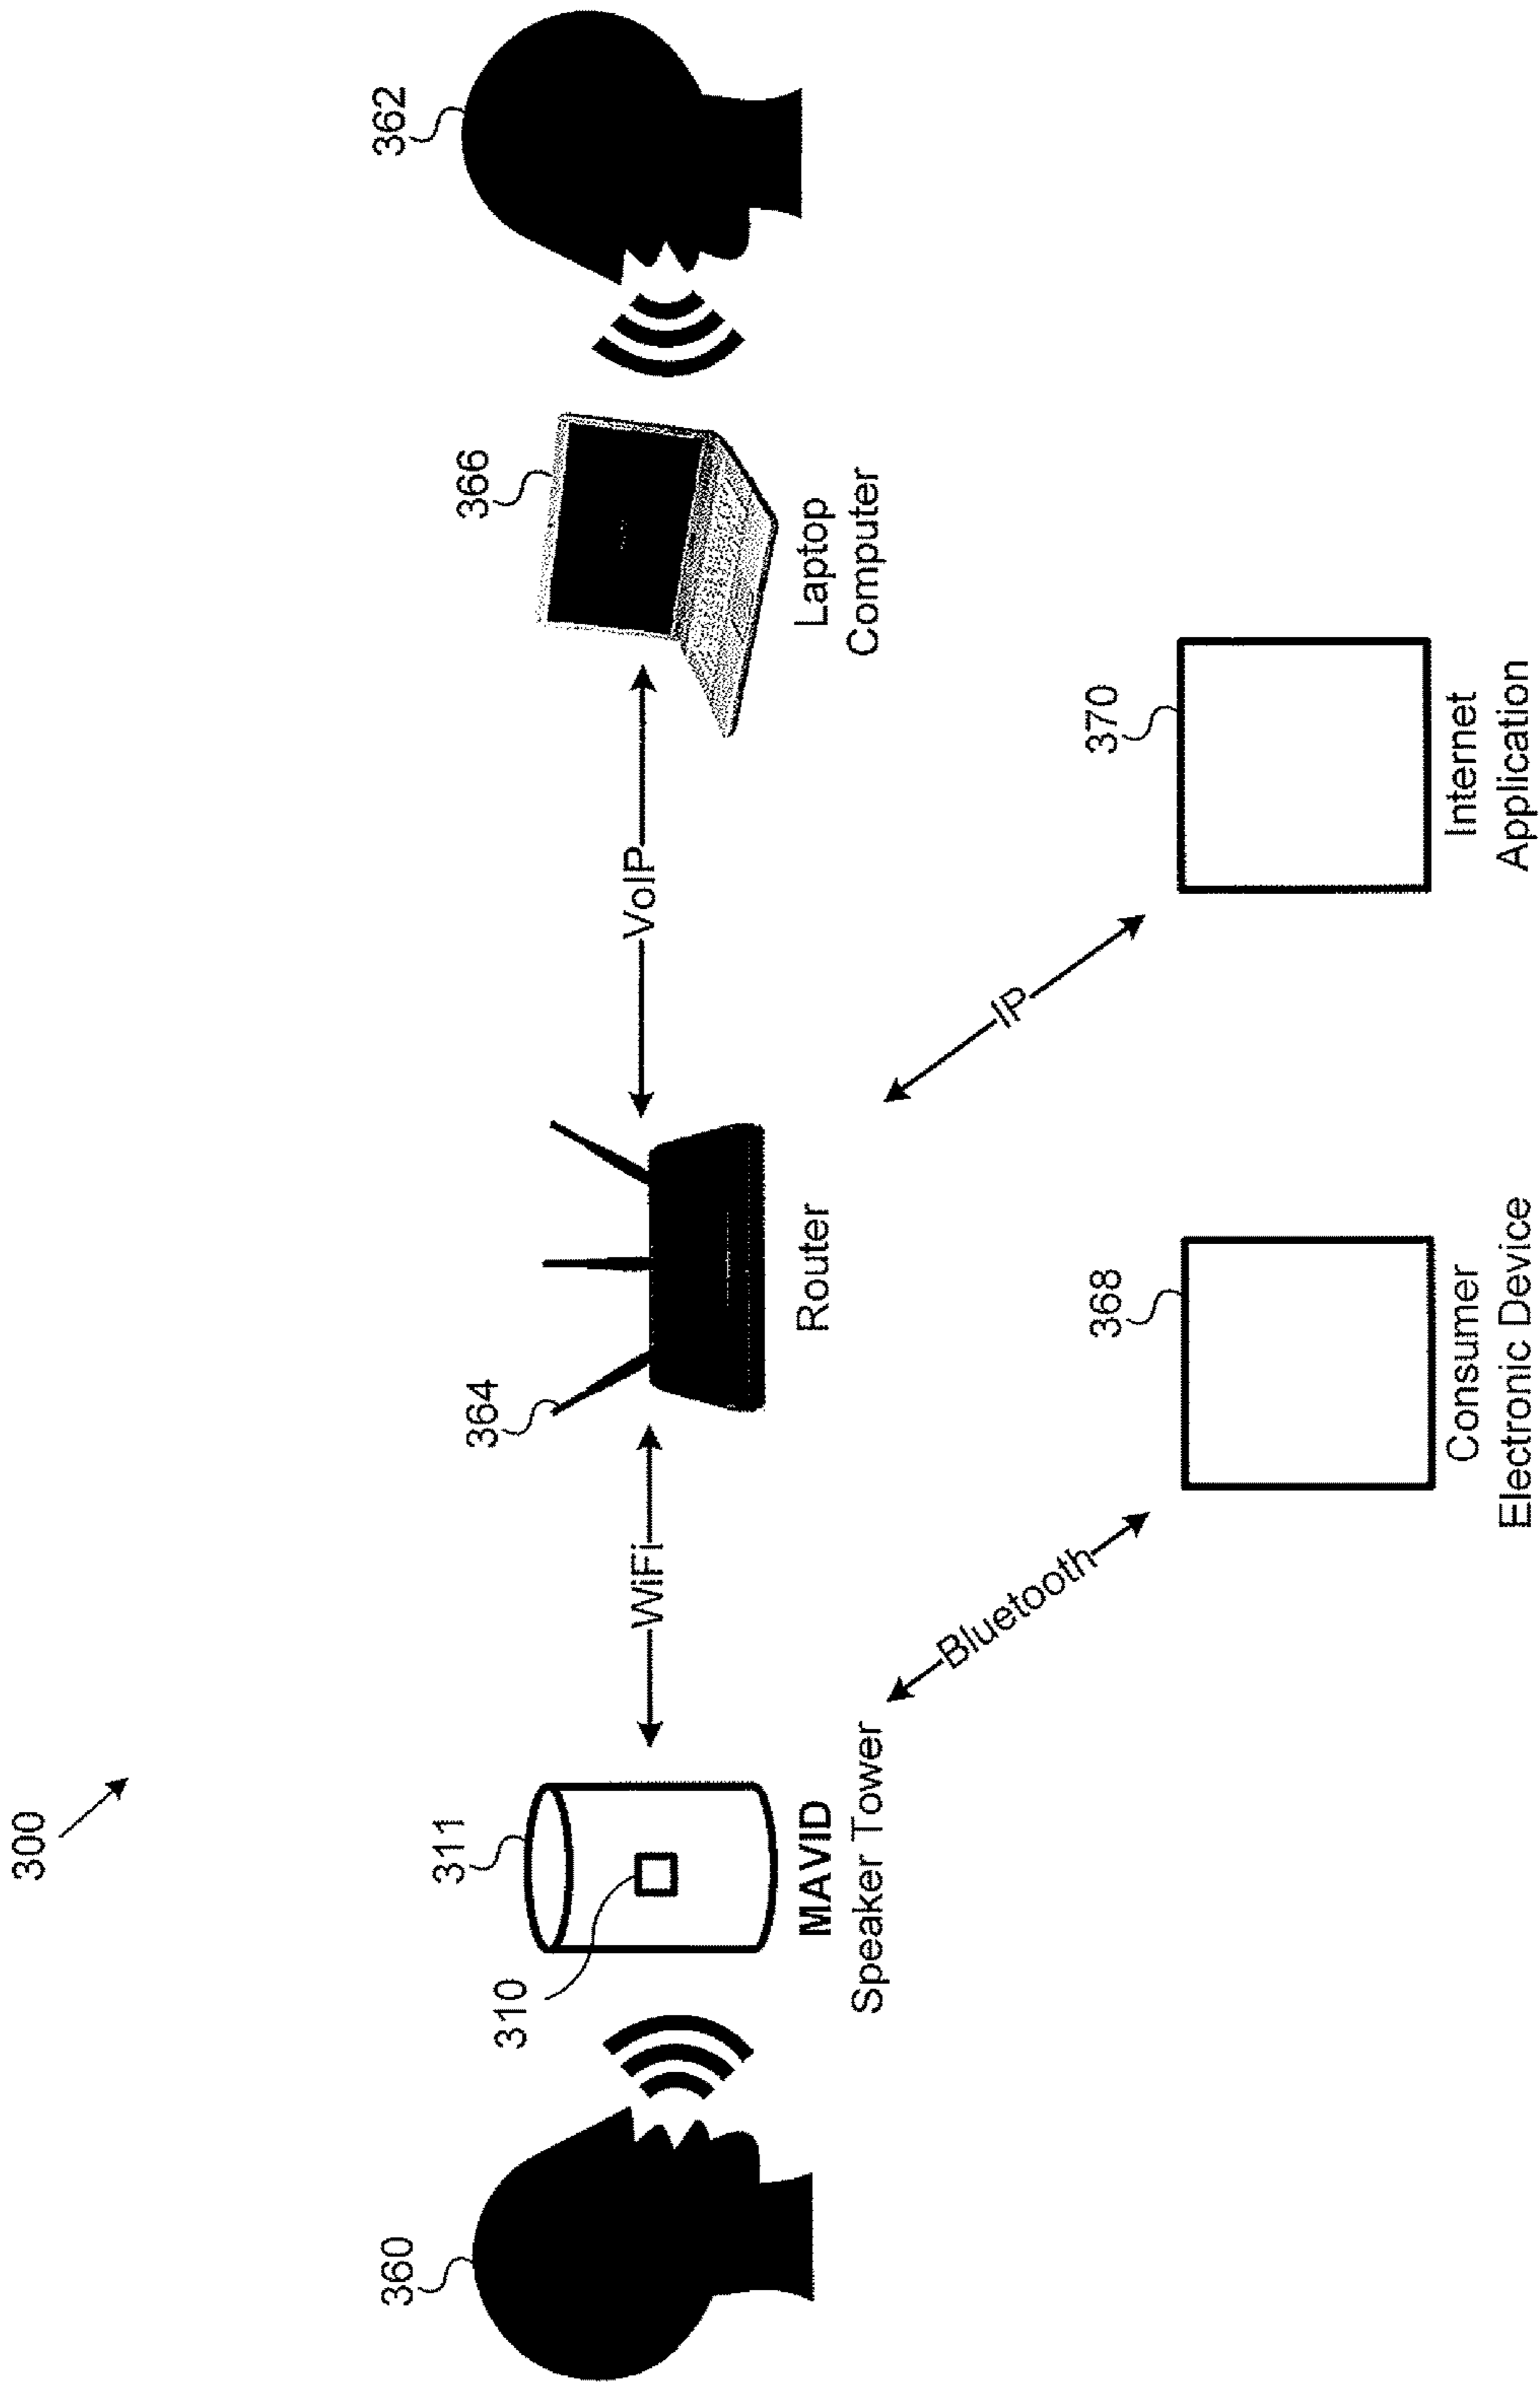 300
360
310
311
MAVID
Speaker Tower
WiFi
364
Router
VoIP
366
Laptop
Computer
362
Bluetooth
368
Consumer
Electronic Device
IP
370
Internet
Application